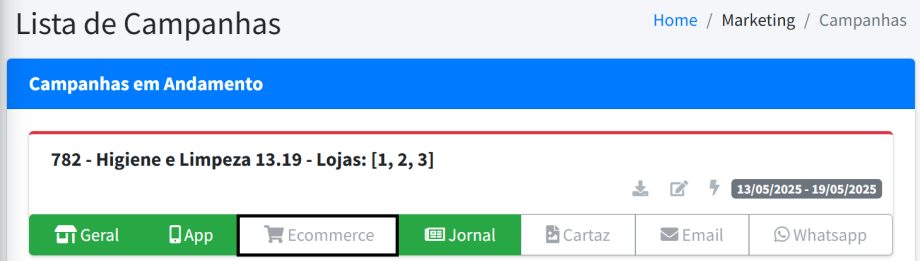 Lista de Campanhas
Home / Marketing / Campanhas
Campanhas em Andamento
782 - Higiene e Limpeza 13.19 - Lojas: [1, 2, 3]
13/05/2025 - 19/05/2025
Geral App Ecommerce Jornal Cartaz Email Whatsapp